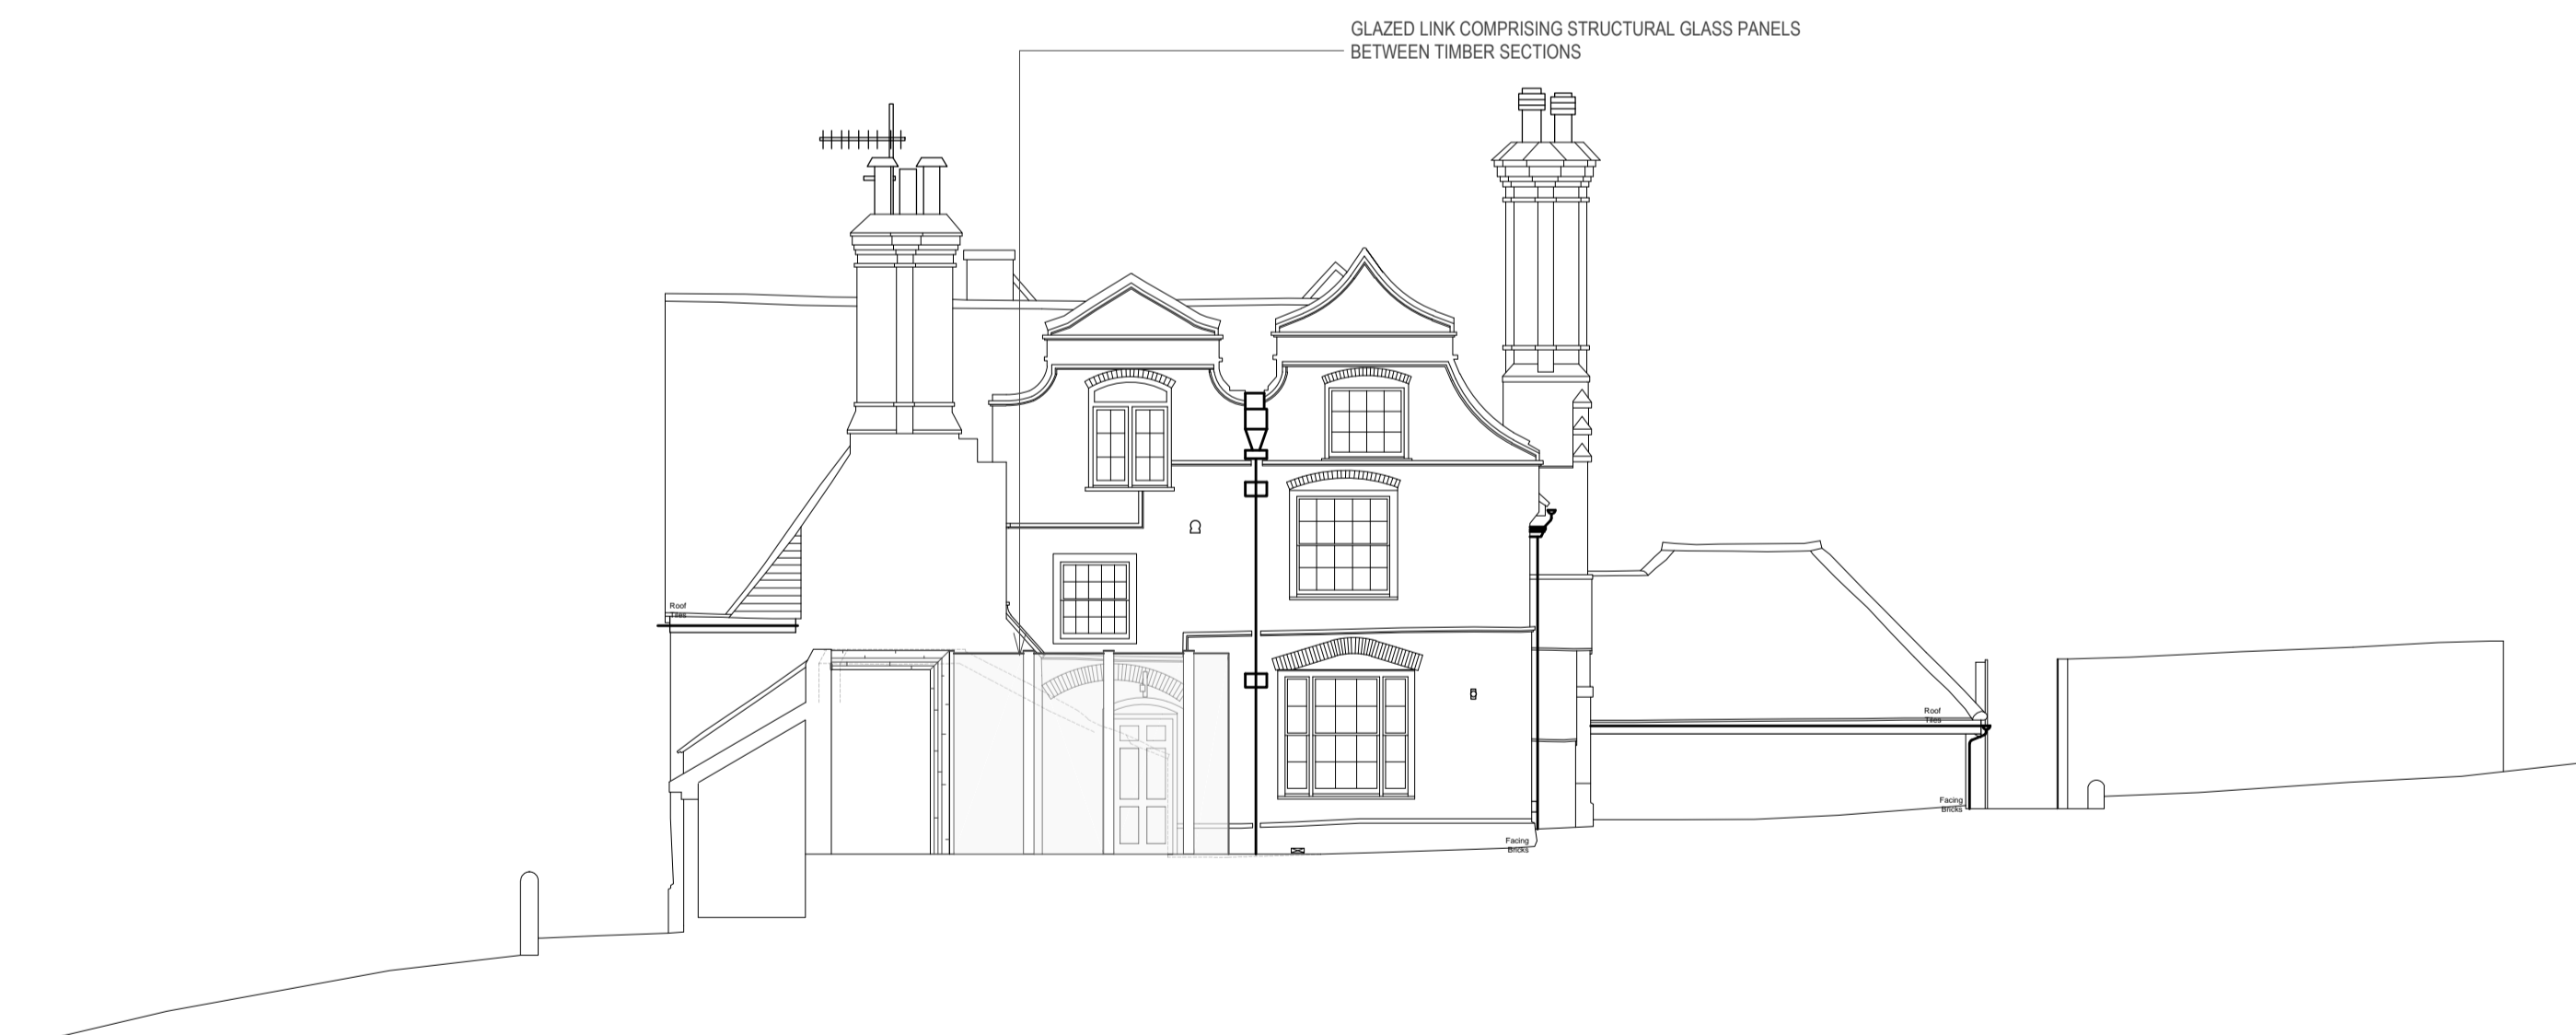 GLAZED LINK COMPRISING STRUCTURAL GLASS PANELS
BETWEEN TIMBER SECTIONS
Roof
Tiles
Roof
Tiles
Facing
Bricks
Facing
Bricks